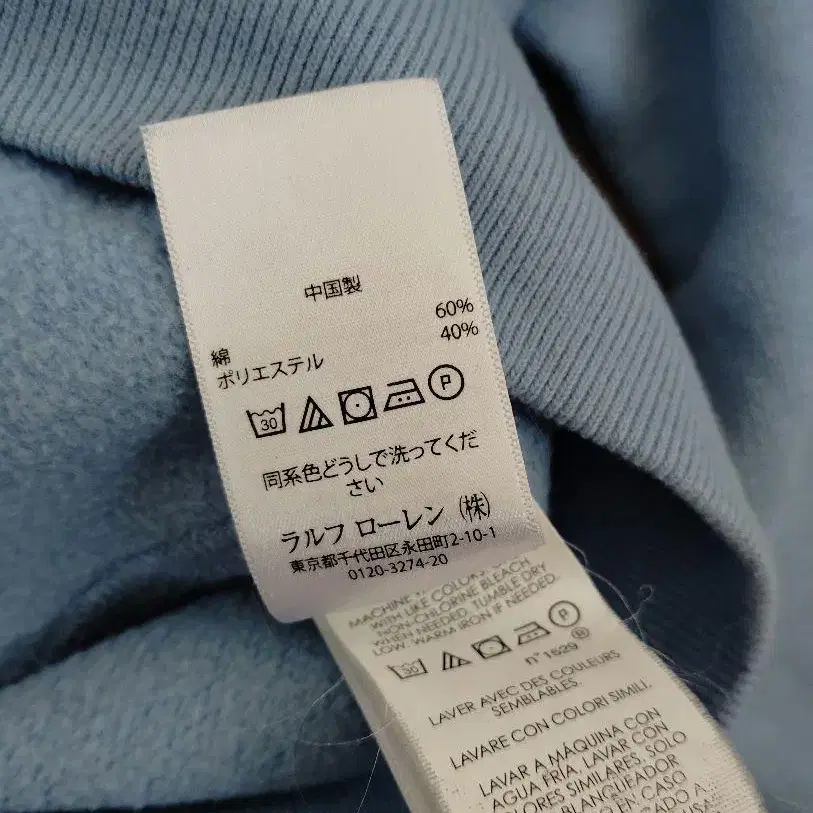 中国製
綿 60%
ポリエステル 40%
30 P
同系色どうしで洗ってくだ
さい
ラルフ ローレン (株)
東京都千代田区永田町2-10-1
0120-3274-20
MACHINE
WITH LIKE COLORS
NON-CHLORINE BLEACH
WHEN NEEDED. TUMBLE DRY
LOW. WARM IRON IF NEEDED.
30 P
n°1529®
LAVER AVEC DES COULEURS
SEMBLABLES.
LAVARE CON COLORI SIMILI.
LAVAR A MÁQUINA CON
AGUA FRÍA. LAVAR CON
COLORES SIMILARES. SOLO
BLANQUEADOR
EN CASO